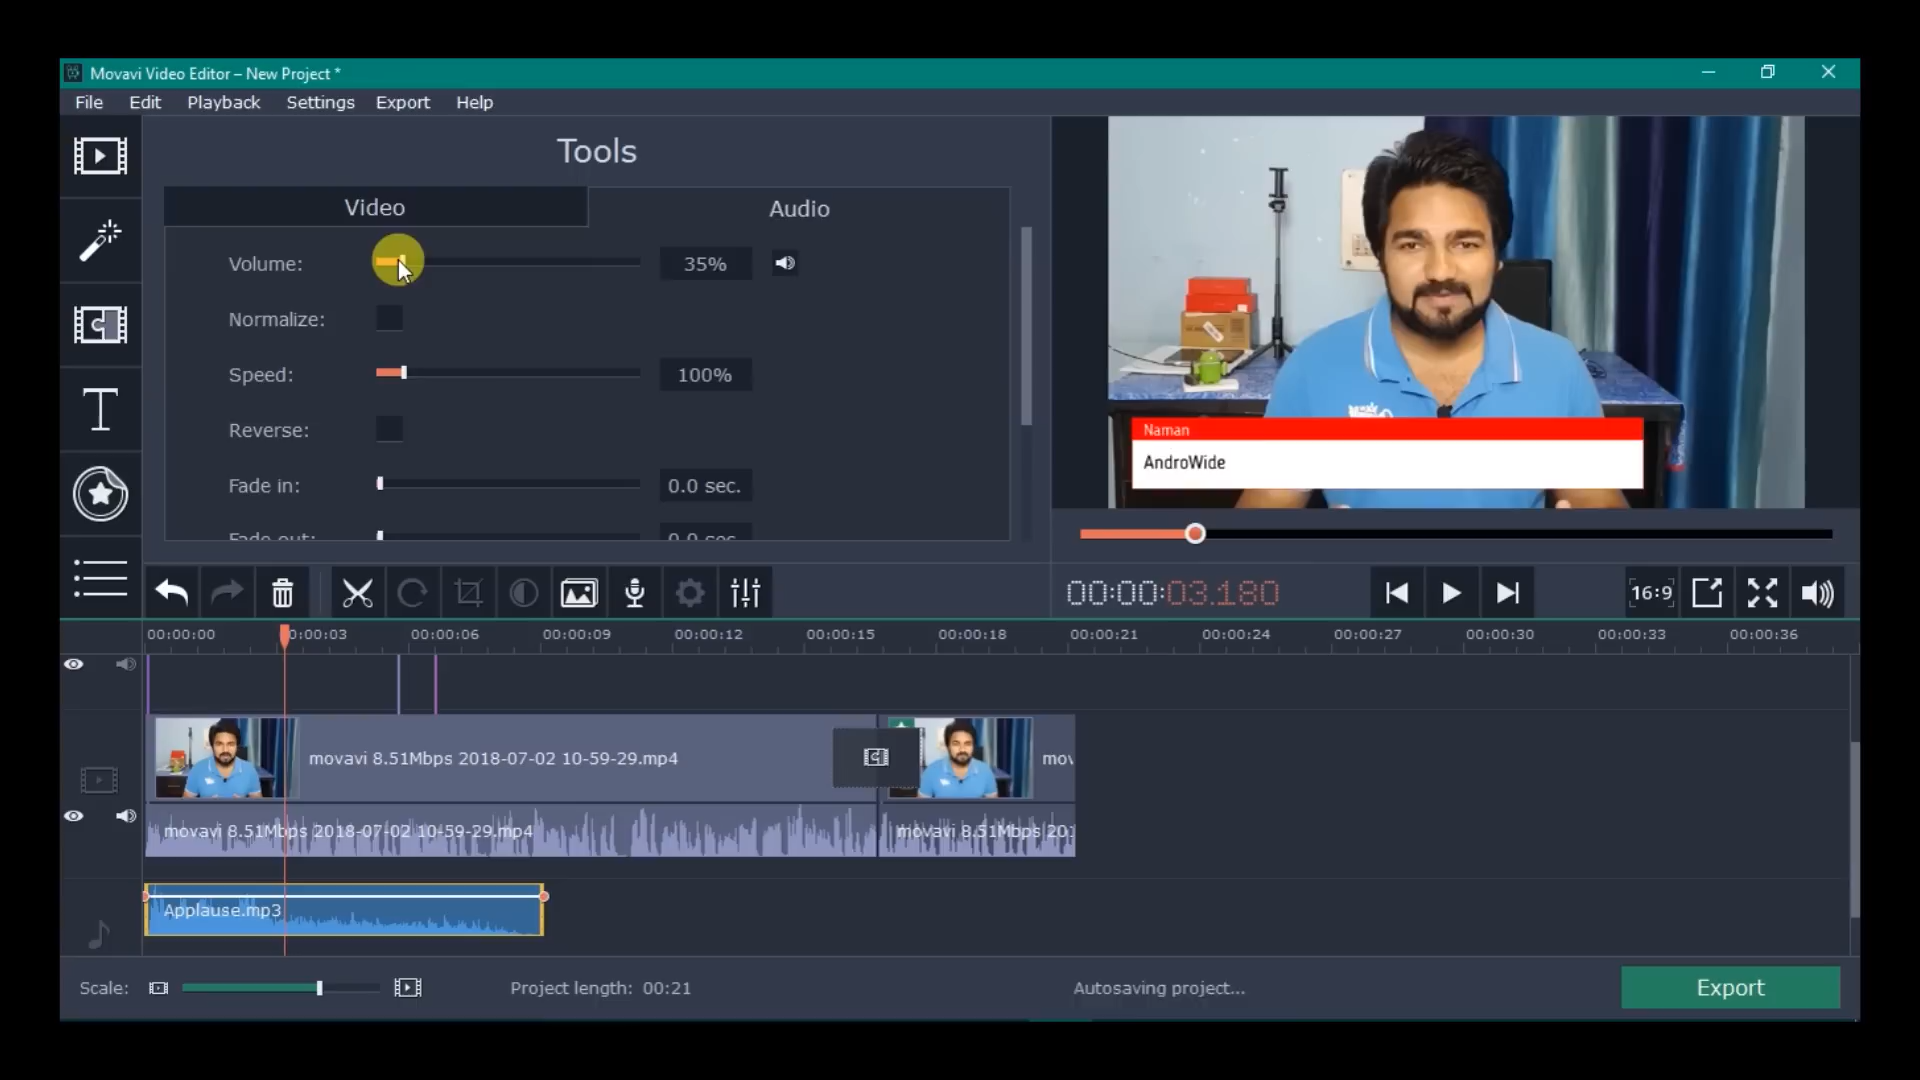 Movavi Video Editor – New Project *
File Edit Playback Settings Export Help
Tools
Video Audio
Volume: 35%
Normalize:
Speed: 100%
Reverse:
Fade in: 0.0 sec.
Fade out: 0.0 sec.
Naman
AndroWide
00:00:03.180
16:9
00:00:00 0:00:03 00:00:06 00:00:09 00:00:12 00:00:15 00:00:18 00:00:21 00:00:24 00:00:27 00:00:30 00:00:33 00:00:36
movavi 8.51Mbps 2018-07-02 10-59-29.mp4 mov
movavi 8.51Mbps 2018-07-02 10-59-29.mp4 movavi 8.51Mbps 201
Applause.mp3
Scale: Project length: 00:21 Autosaving project... Export